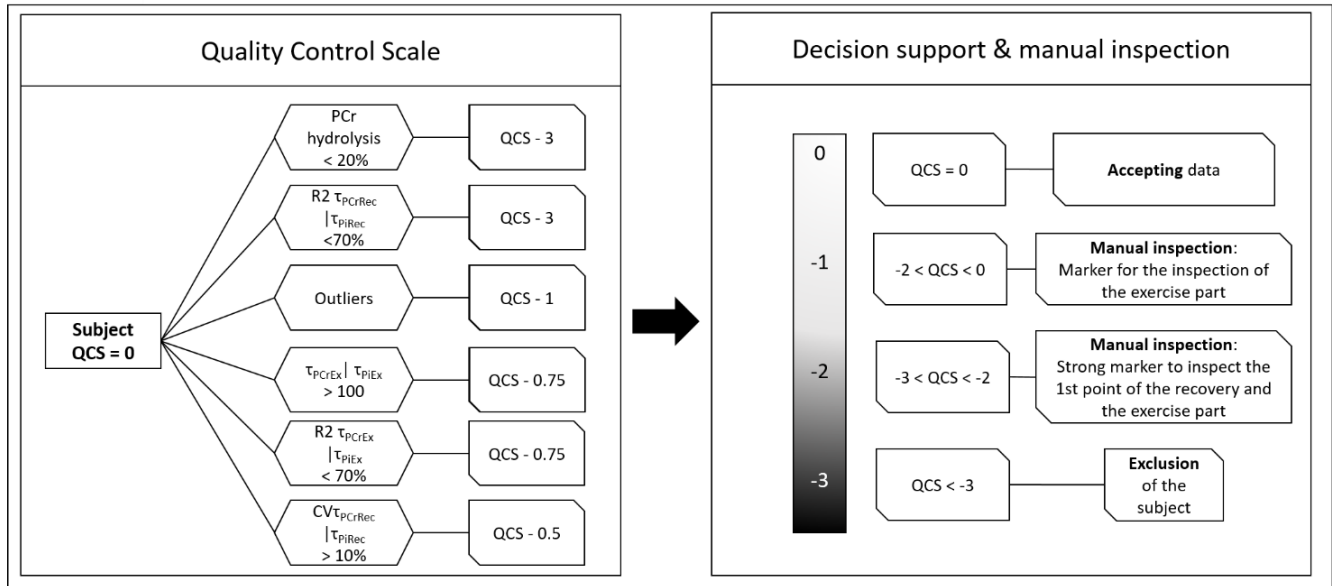 Quality Control Scale
Subject
QCS = 0
PCr
hydrolysis
< 20%
QCS - 3
R2 τPCrRec
|τPiRec
<70%
QCS - 3
Outliers
QCS - 1
τPCrEx| τPiEx
> 100
QCS - 0.75
R2 τPCrEx
|τPiEx
< 70%
QCS - 0.75
CVτPCrRec
|τPiRec
> 10%
QCS - 0.5
Decision support & manual inspection
0
-1
-2
-3
QCS = 0
Accepting data
-2 < QCS < 0
Manual inspection:
Marker for the inspection of
the exercise part
-3 < QCS < -2
Manual inspection:
Strong marker to inspect the
1st point of the recovery and
the exercise part
QCS < -3
Exclusion
of the
subject